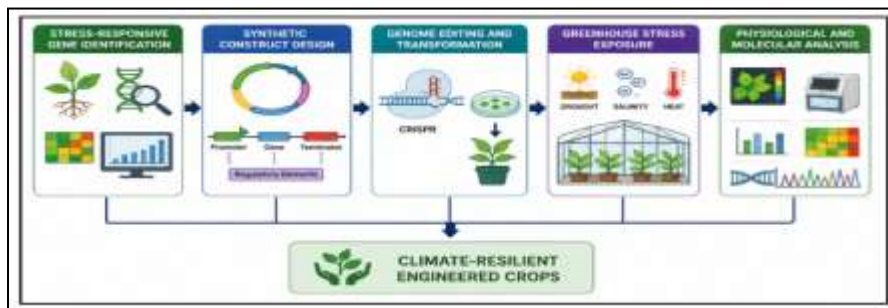 STRESS-RESPONSIVE
GENE IDENTIFICATION
SYNTHETIC
CONSTRUCT DESIGN
Promoter Gene Terminator
Regulatory Elements
GENOME EDITING AND
TRANSFORMATION
CRISPR
GREENHOUSE STRESS
EXPOSURE
DROUGHT SALINITY HEAT
PHYSIOLOGICAL AND
MOLECULAR ANALYSIS
CLIMATE-RESILIENT
ENGINEERED CROPS